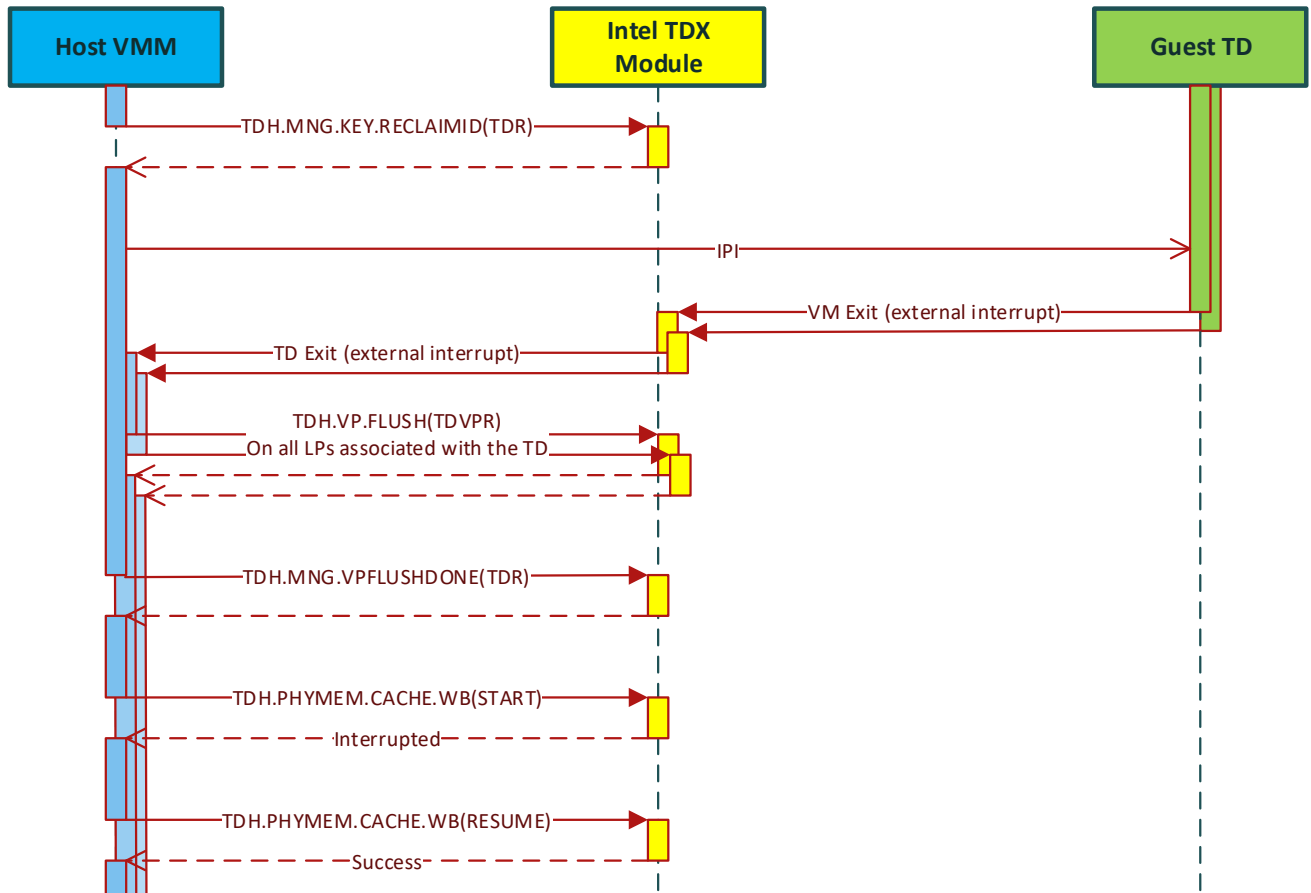 Host VMM
Intel TDX
Module
Guest TD
TDH.MNG.KEY.RECLAIMID(TDR)
IPI
VM Exit (external interrupt)
TD Exit (external interrupt)
TDH.VP.FLUSH(TDVPR)
On all LPs associated with the TD
TDH.MNG.VPFLUSHDONE(TDR)
TDH.PHYMEM.CACHE.WB(START)
Interrupted
TDH.PHYMEM.CACHE.WB(RESUME)
Success